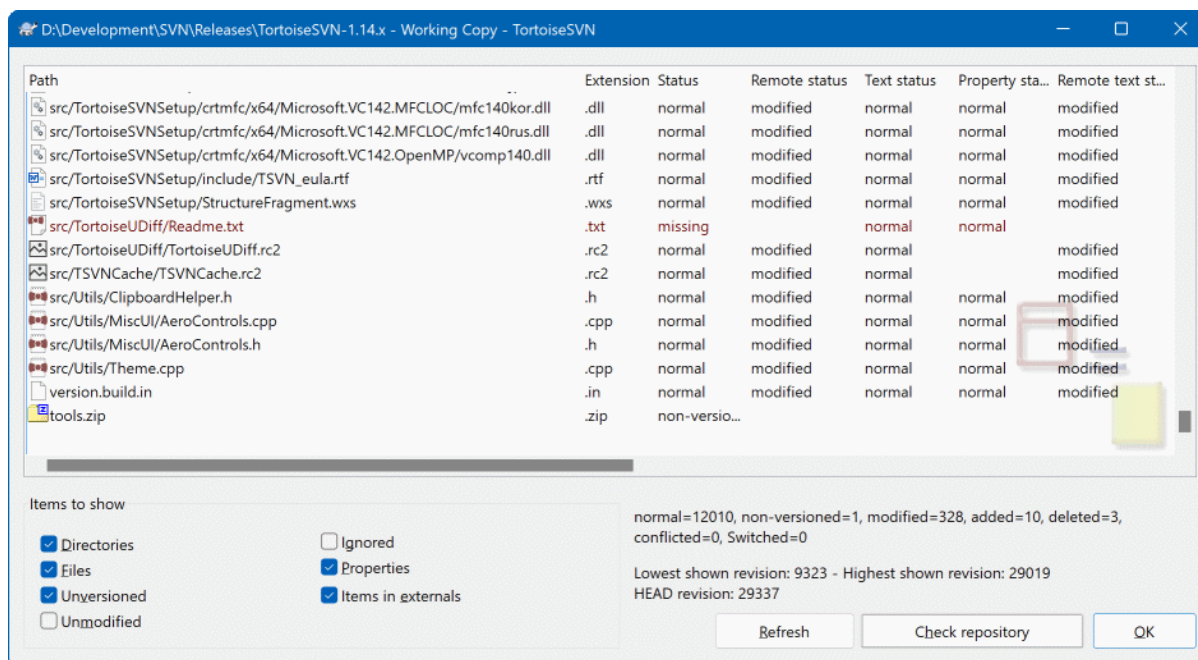 D:\Development\SVN\Releases\TortoiseSVN-1.14.x - Working Copy - TortoiseSVN
Path Extension Status Remote status Text status Property sta... Remote text st...
src/TortoiseSVNSetup/crtmfc/x64/Microsoft.VC142.MFCLOC/mfc140kor.dll .dll normal modified normal normal modified
src/TortoiseSVNSetup/crtmfc/x64/Microsoft.VC142.MFCLOC/mfc140rus.dll .dll normal modified normal normal modified
src/TortoiseSVNSetup/crtmfc/x64/Microsoft.VC142.OpenMP/vcomp140.dll .dll normal modified normal normal modified
src/TortoiseSVNSetup/include/TSVN_eula.rtf .rtf normal modified normal normal modified
src/TortoiseSVNSetup/StructureFragment.wxs .wxs normal modified normal normal modified
src/TortoiseUDiff/Readme.txt .txt missing normal normal
src/TortoiseUDiff/TortoiseUDiff.rc2 .rc2 normal modified normal modified
src/TSVNCache/TSVNCache.rc2 .rc2 normal modified normal modified
src/Utils/ClipboardHelper.h .h normal modified normal normal modified
src/Utils/MiscUI/AeroControls.cpp .cpp normal modified normal normal modified
src/Utils/MiscUI/AeroControls.h .h normal modified normal normal modified
src/Utils/Theme.cpp .cpp normal modified normal normal modified
version.build.in .in normal modified normal normal modified
tools.zip .zip non-versio...
Items to show
Directories
Files
Unversioned
Unmodified
Ignored
Properties
Items in externals
normal=12010, non-versioned=1, modified=328, added=10, deleted=3,
conflicted=0, Switched=0
Lowest shown revision: 9323 - Highest shown revision: 29019
HEAD revision: 29337
Refresh Check repository OK